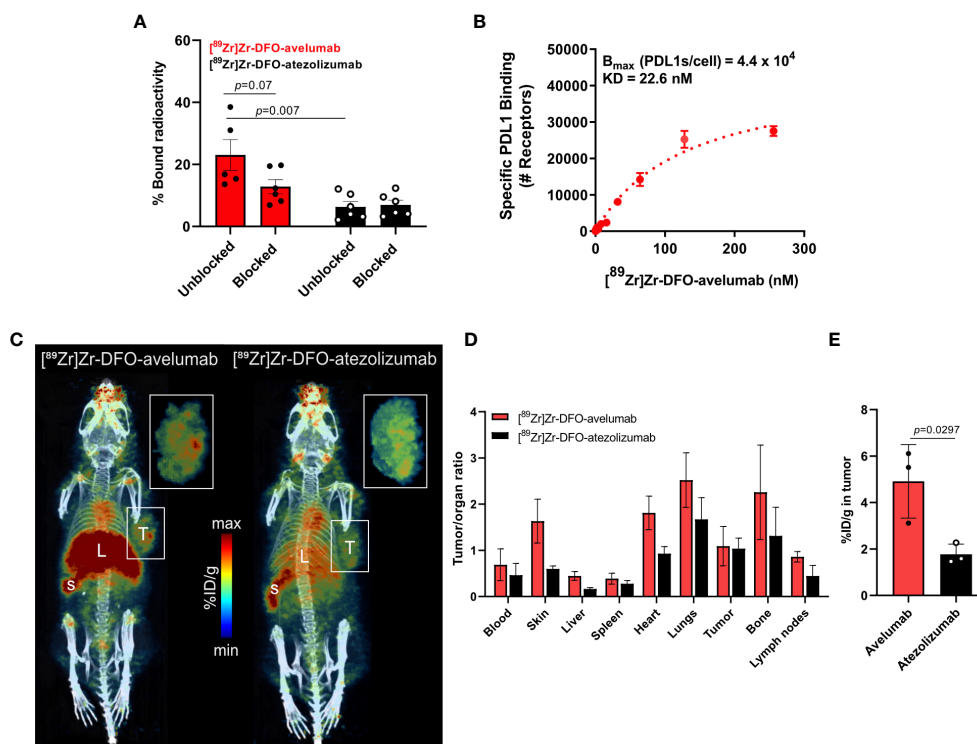 A
[⁸⁹Zr]Zr-DFO-avelumab
[⁸⁹Zr]Zr-DFO-atezolizumab
p=0.07
p=0.007
% Bound radioactivity
60
40
20
0
Unblocked
Blocked
Unblocked
Blocked
B
Bmax (PDL1s/cell) = 4.4 x 10⁴
KD = 22.6 nM
Specific PDL1 Binding
(# Receptors)
50000
40000
30000
20000
10000
0
0
100
200
300
[⁸⁹Zr]Zr-DFO-avelumab (nM)
C
[⁸⁹Zr]Zr-DFO-avelumab
[⁸⁹Zr]Zr-DFO-atezolizumab
T
L
s
max
%ID/g
min
T
L
s
D
[⁸⁹Zr]Zr-DFO-avelumab
[⁸⁹Zr]Zr-DFO-atezolizumab
Tumor/organ ratio
4
3
2
1
0
Blood
Skin
Liver
Spleen
Heart
Lungs
Tumor
Bone
Lymph nodes
E
p=0.0297
%ID/g in tumor
8
6
4
2
0
Avelumab
Atezolizumab